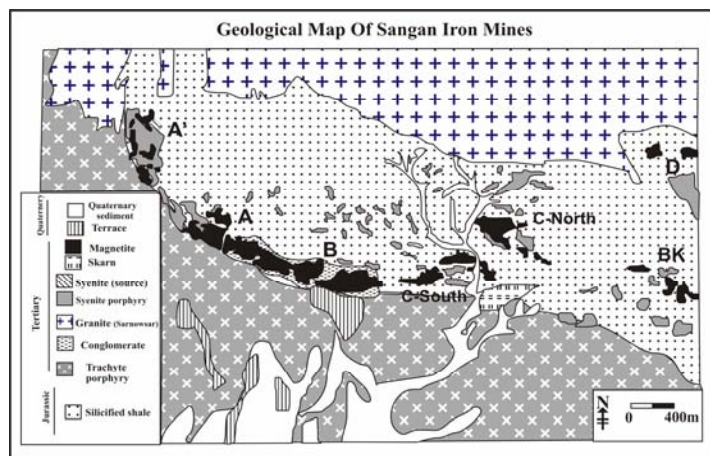 Geological Map Of Sangan Iron Mines
A'
A
B
C-North
C-South
D
BK
Quaternery
Tertiary
Jurassic
Quaternary
sediment
Terrace
Magnetite
Skarn
Syenite (source)
Syenite porphyry
Granite (Sarnowsar)
Conglomerate
Trachyte
porphyry
Silicified shale
N
0 400m